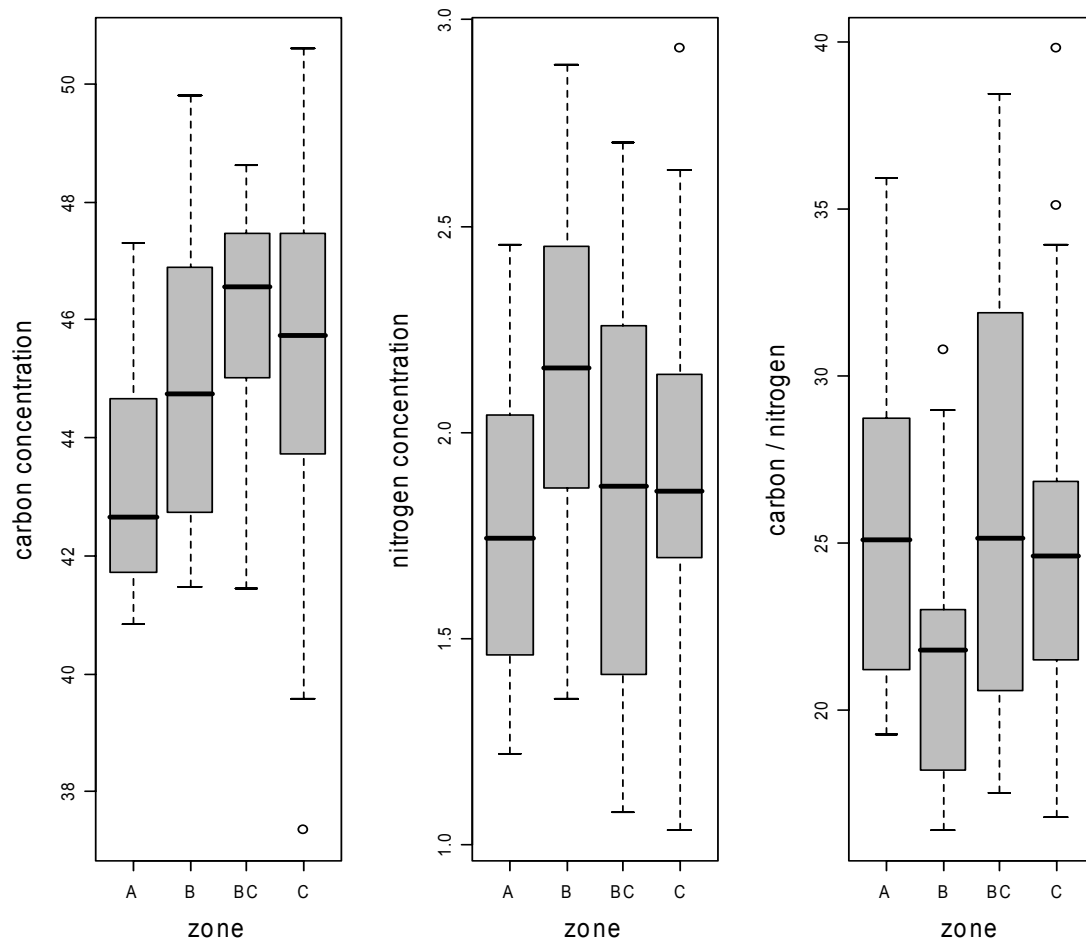 carbon concentration
50
48
46
44
42
40
38
A B BC C
zone
nitrogen concentration
3.0
2.5
2.0
1.5
1.0
A B BC C
zone
carbon / nitrogen
40
35
30
25
20
A B BC C
zone